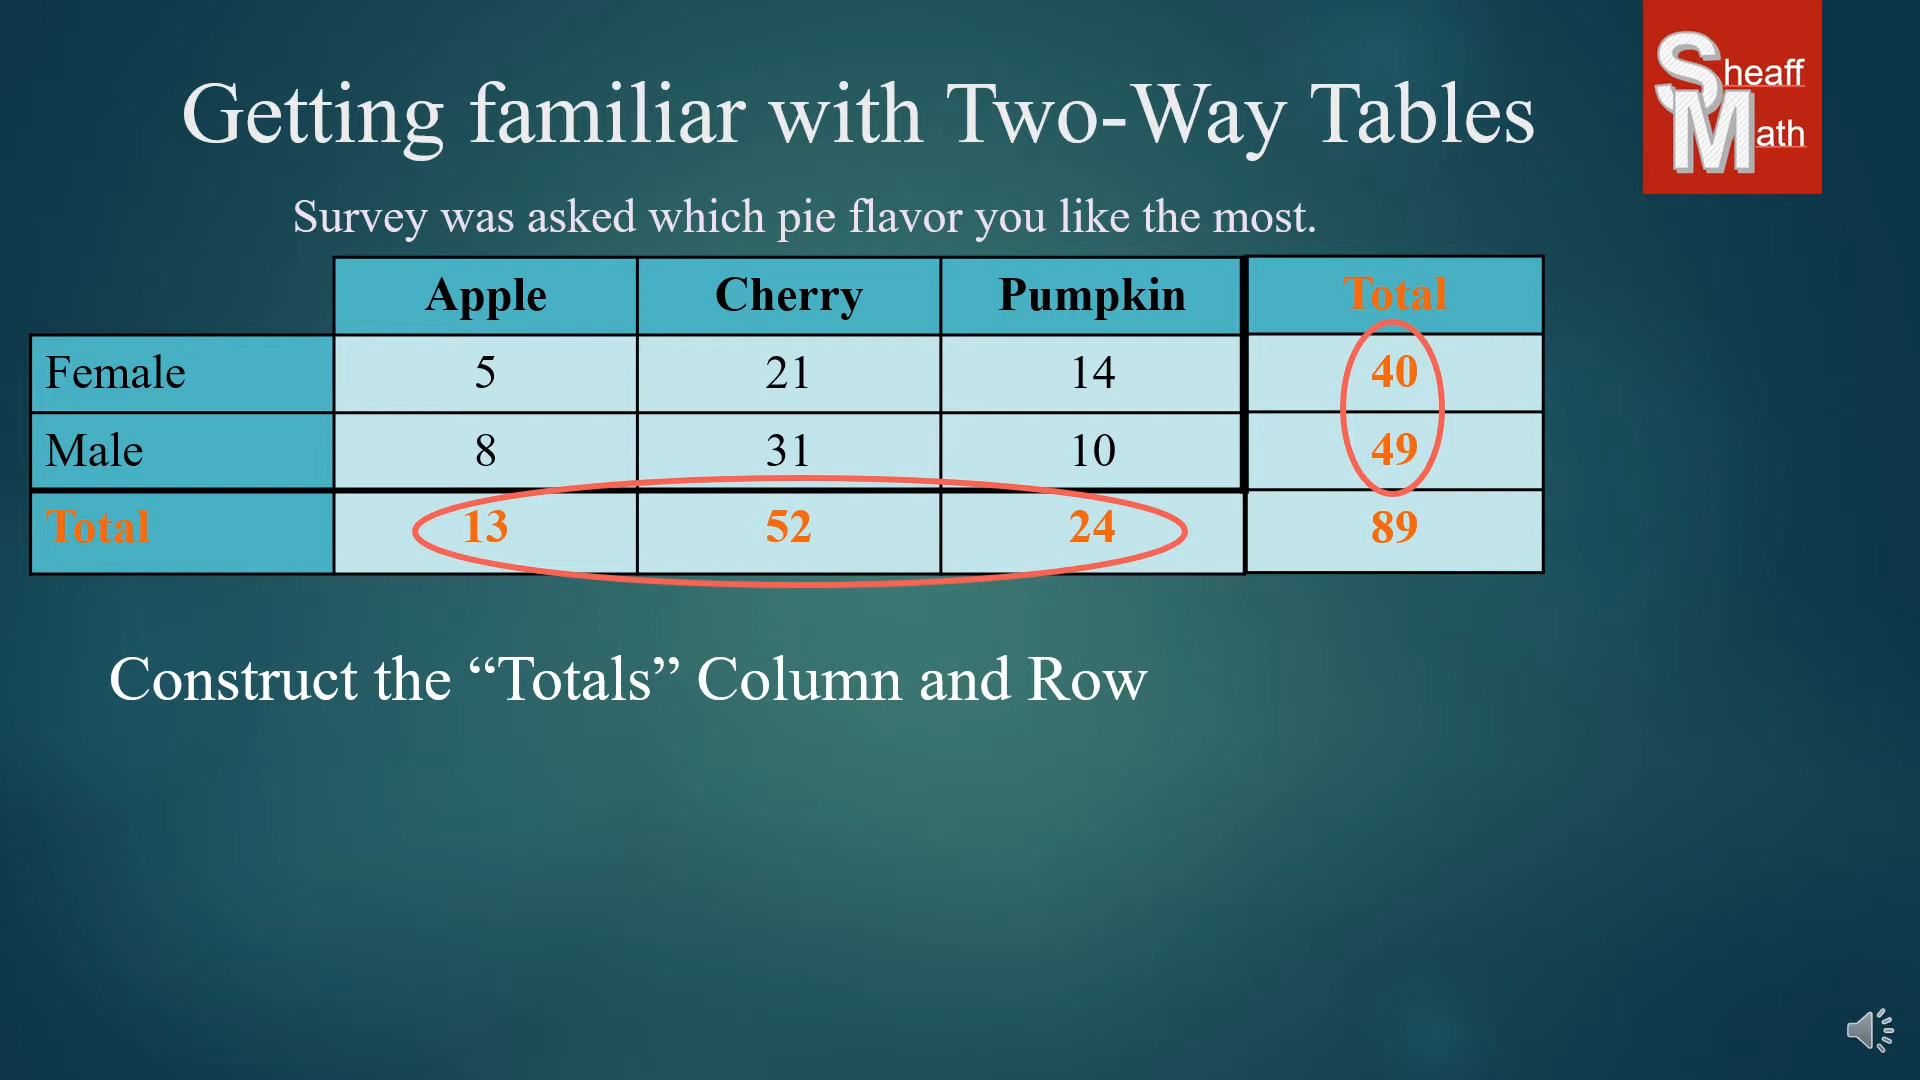 Getting familiar with Two-Way Tables
Sheaff
Math
Survey was asked which pie flavor you like the most.
Apple Cherry Pumpkin Total
Female 5 21 14 40
Male 8 31 10 49
Total 13 52 24 89
Construct the “Totals” Column and Row